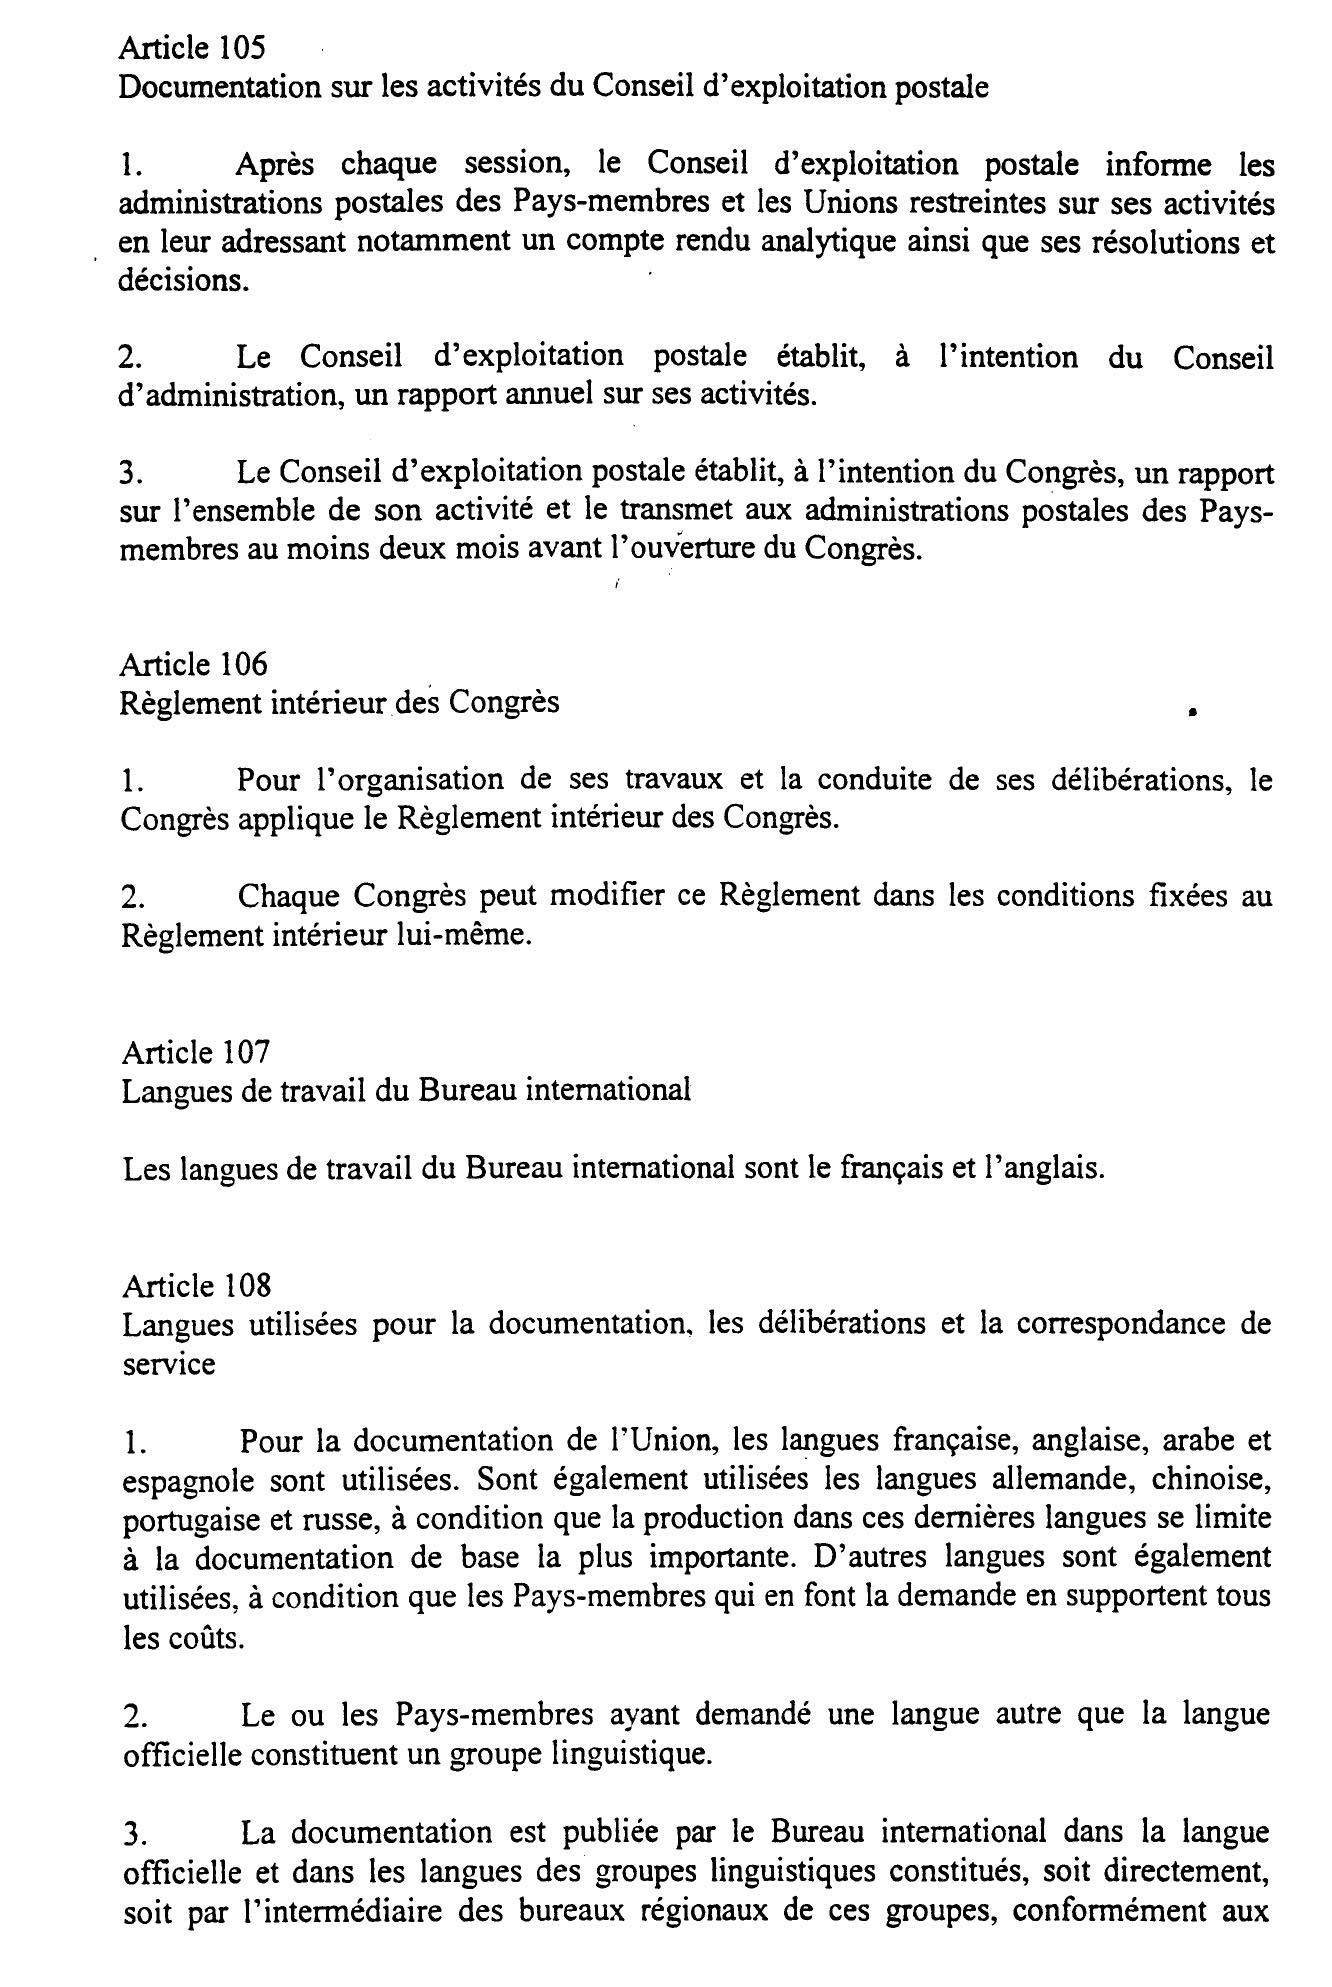 Article 105
Documentation sur les activités du Conseil d'exploitation postale
1. Après chaque session, le Conseil d'exploitation postale informe les
administrations postales des Pays-membres et les Unions restreintes sur ses activités
en leur adressant notamment un compte rendu analytique ainsi que ses résolutions et
décisions.
2. Le Conseil d'exploitation postale établit, à l'intention du Conseil
d'administration, un rapport annuel sur ses activités.
3. Le Conseil d'exploitation postale établit, à l'intention du Congrès, un rapport
sur l'ensemble de son activité et le transmet aux administrations postales des Pays-
membres au moins deux mois avant l'ouverture du Congrès.
Article 106
Règlement intérieur des Congrès
1. Pour l'organisation de ses travaux et la conduite de ses délibérations, le
Congrès applique le Règlement intérieur des Congrès.
2. Chaque Congrès peut modifier ce Règlement dans les conditions fixées au
Règlement intérieur lui-même.
Article 107
Langues de travail du Bureau international
Les langues de travail du Bureau international sont le français et l'anglais.
Article 108
Langues utilisées pour la documentation, les délibérations et la correspondance de
service
1. Pour la documentation de l'Union, les langues française, anglaise, arabe et
espagnole sont utilisées. Sont également utilisées les langues allemande, chinoise,
portugaise et russe, à condition que la production dans ces dernières langues se limite
à la documentation de base la plus importante. D'autres langues sont également
utilisées, à condition que les Pays-membres qui en font la demande en supportent tous
les coûts.
2. Le ou les Pays-membres ayant demandé une langue autre que la langue
officielle constituent un groupe linguistique.
3. La documentation est publiée par le Bureau international dans la langue
officielle et dans les langues des groupes linguistiques constitués, soit directement,
soit par l'intermédiaire des bureaux régionaux de ces groupes, conformément aux